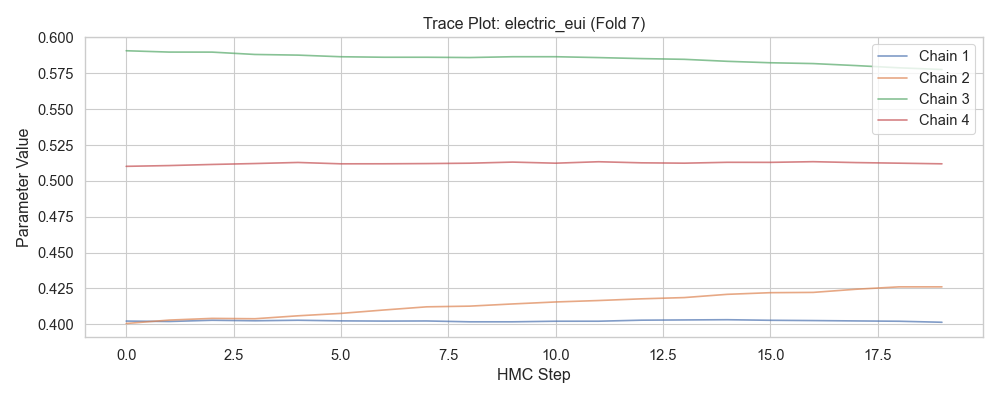 Trace Plot: electric_eui (Fold 7)
Parameter Value
0.600
0.575
0.550
0.525
0.500
0.475
0.450
0.425
0.400
Chain 1
Chain 2
Chain 3
Chain 4
0.0 2.5 5.0 7.5 10.0 12.5 15.0 17.5
HMC Step